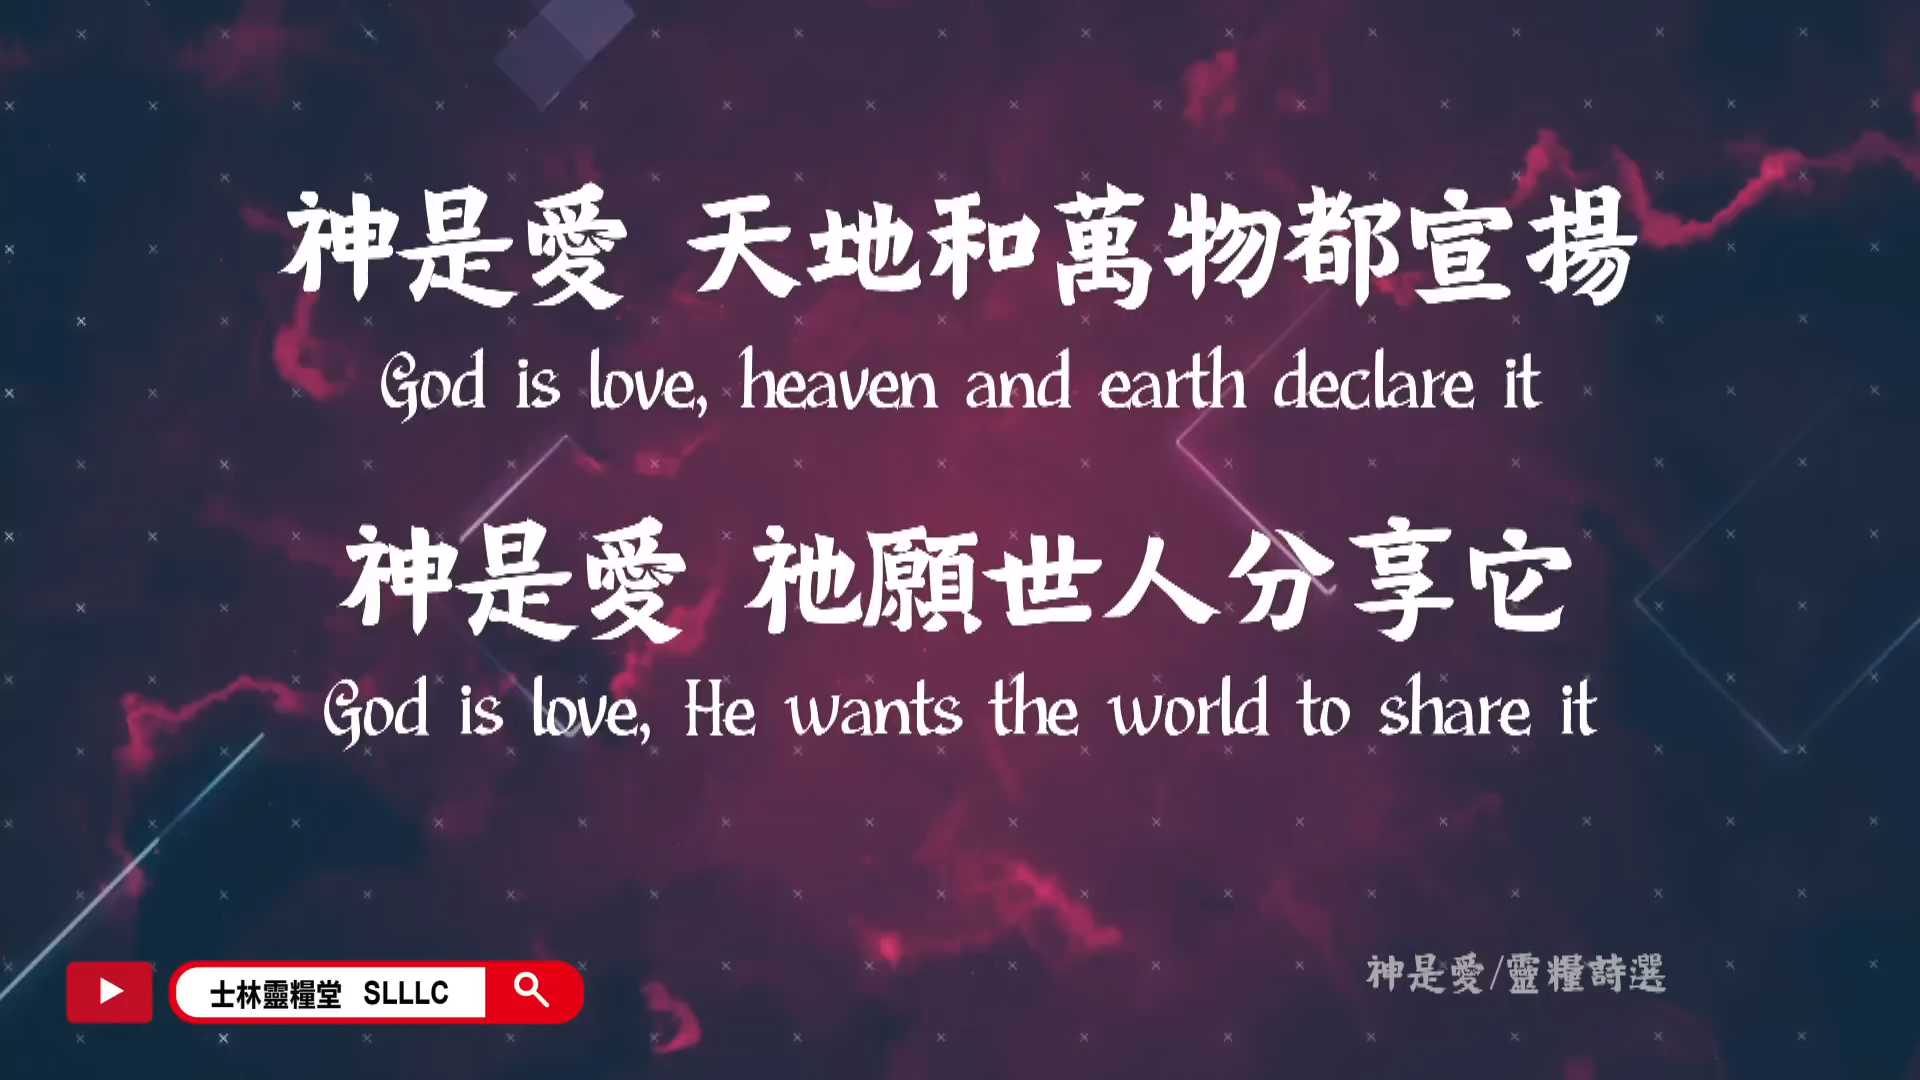 神是愛 天地和萬物都宣揚
God is love, heaven and earth declare it
神是愛 祂願世人分享它
God is love, He wants the world to share it
士林靈糧堂 SLLLC
神是愛/靈糧詩選